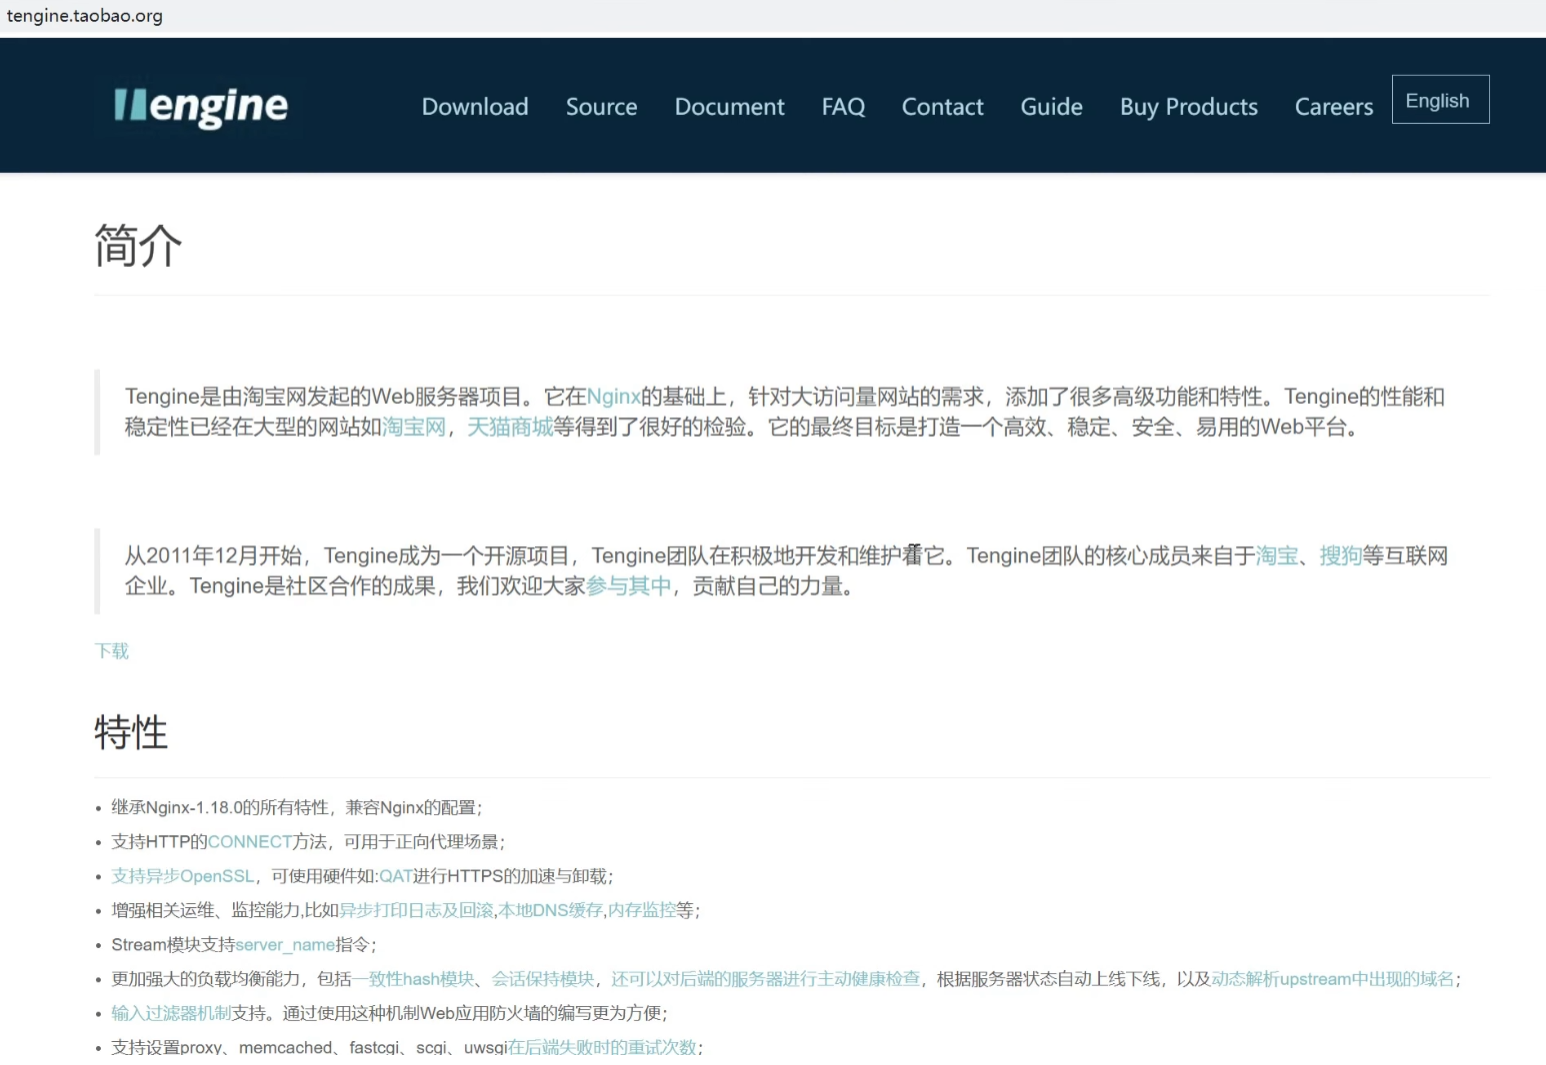 tengine.taobao.org
Tengine
Download Source Document FAQ Contact Guide Buy Products Careers English
简介
Tengine是由淘宝网发起的Web服务器项目。它在Nginx的基础上，针对大访问量网站的需求，添加了很多高级功能和特性。Tengine的性能和
稳定性已经在大型的网站如淘宝网，天猫商城等得到了很好的检验。它的最终目标是打造一个高效、稳定、安全、易用的Web平台。
从2011年12月开始，Tengine成为一个开源项目，Tengine团队在积极地开发和维护着它。Tengine团队的核心成员来自于淘宝、搜狗等互联网
企业。Tengine是社区合作的成果，我们欢迎大家参与其中，贡献自己的力量。
下载
特性
• 继承Nginx-1.18.0的所有特性，兼容Nginx的配置；
• 支持HTTP的CONNECT方法，可用于正向代理场景；
• 支持异步OpenSSL，可使用硬件如:QAT进行HTTPS的加速与卸载；
• 增强相关运维、监控能力,比如异步打印日志及回滚,本地DNS缓存,内存监控等；
• Stream模块支持server_name指令；
• 更加强大的负载均衡能力，包括一致性hash模块、会话保持模块，还可以对后端的服务器进行主动健康检查，根据服务器状态自动上线下线，以及动态解析upstream中出现的域名；
• 输入过滤器机制支持。通过使用这种机制Web应用防火墙的编写更为方便；
• 支持设置proxy、memcached、fastcgi、scgi、uwsgi在后端失败时的重试次数；